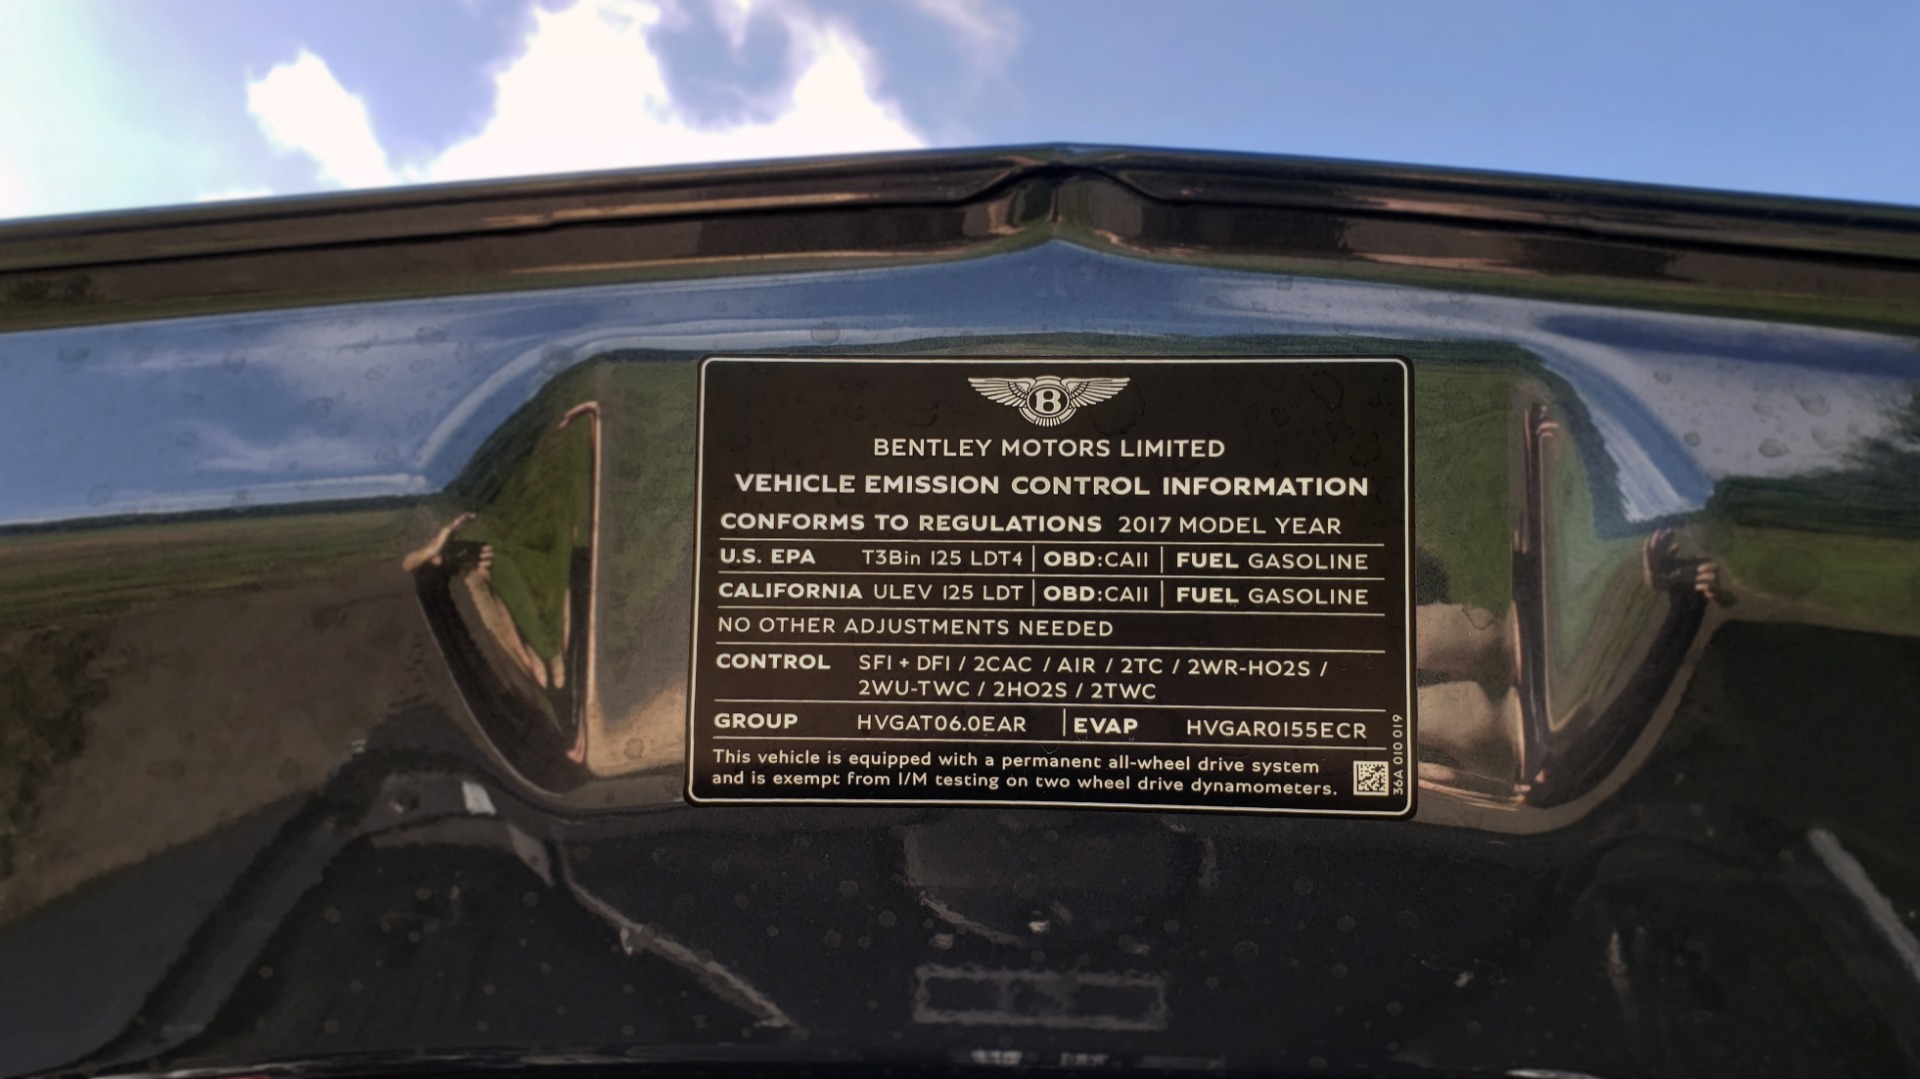 B
BENTLEY MOTORS LIMITED
VEHICLE EMISSION CONTROL INFORMATION
CONFORMS TO REGULATIONS 2017 MODEL YEAR
U.S. EPA T3Bin 125 LDT4 | OBD:CAII | FUEL GASOLINE
CALIFORNIA ULEV 125 LDT | OBD:CAII | FUEL GASOLINE
NO OTHER ADJUSTMENTS NEEDED
CONTROL SFI + DFI / 2CAC / AIR / 2TC / 2WR-HO2S /
2WU-TWC / 2HO2S / 2TWC
GROUP HVGAT06.0EAR | EVAP HVGAR0155ECR
This vehicle is equipped with a permanent all-wheel drive system
and is exempt from I/M testing on two wheel drive dynamometers.
36A 010 019